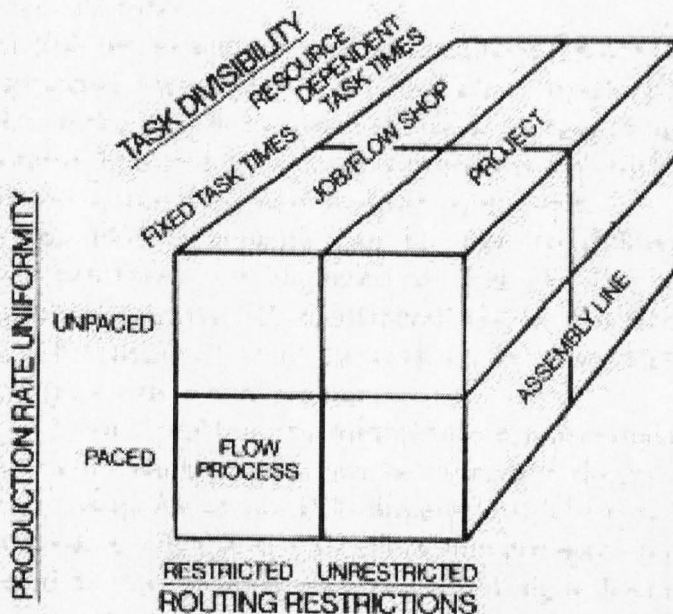 TASK DIVISIBILITY
RESOURCE
DEPENDENT
TASK TIMES
FIXED TASK TIMES
JOB/FLOW SHOP
PROJECT
PRODUCTION RATE UNIFORMITY
UNPACED
ASSEMBLY LINE
PACED
FLOW
PROCESS
RESTRICTED
UNRESTRICTED
ROUTING RESTRICTIONS